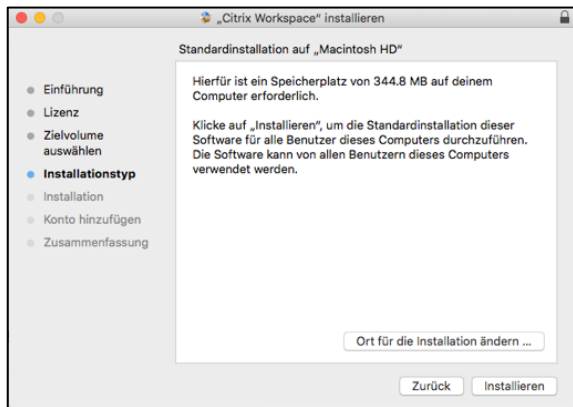 „Citrix Workspace“ installieren
Standardinstallation auf „Macintosh HD“
Einführung
Lizenz
Zielvolume
auswählen
Installationstyp
Installation
Konto hinzufügen
Zusammenfassung
Hierfür ist ein Speicherplatz von 344.8 MB auf deinem
Computer erforderlich.
Klicke auf „Installieren“, um die Standardinstallation dieser
Software für alle Benutzer dieses Computers durchzuführen.
Die Software kann von allen Benutzern dieses Computers
verwendet werden.
Ort für die Installation ändern ...
Zurück
Installieren